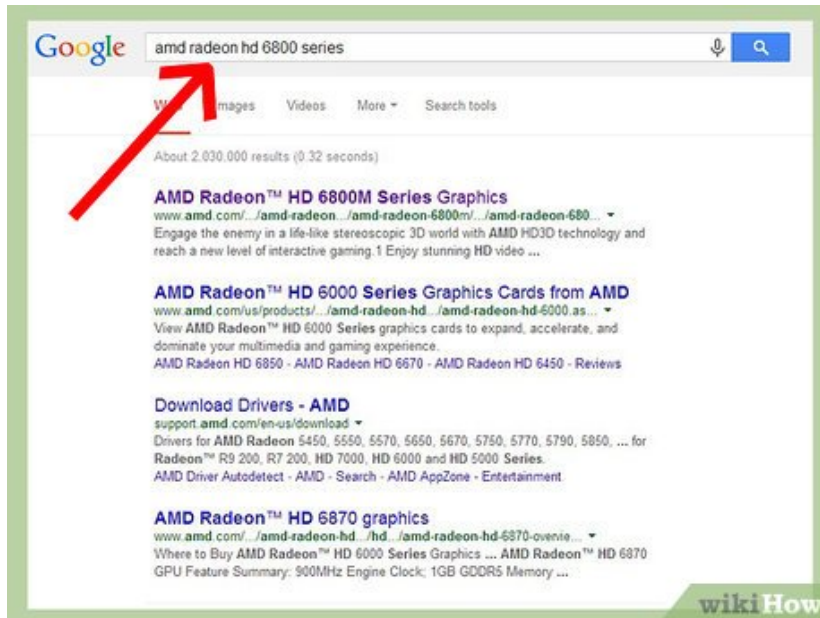 Google amd radeon hd 6800 series
Images Videos More Search tools
About 2,030,000 results (0.32 seconds)
AMD Radeon™ HD 6800M Series Graphics
www.amd.com/.../amd-radeon.../amd-radeon-6800m/.../amd-radeon-680...
Engage the enemy in a life-like stereoscopic 3D world with AMD HD3D technology and
reach a new level of interactive gaming.1 Enjoy stunning HD video ...
AMD Radeon™ HD 6000 Series Graphics Cards from AMD
www.amd.com/us/products/.../amd-radeon-hd.../amd-radeon-hd-6000.as...
View AMD Radeon™ HD 6000 Series graphics cards to expand, accelerate, and
dominate your multimedia and gaming experience.
AMD Radeon HD 6850 - AMD Radeon HD 6670 - AMD Radeon HD 6450 - Reviews
Download Drivers - AMD
support.amd.com/en-us/download
Drivers for AMD Radeon 5450, 5550, 5570, 5650, 5670, 5750, 5770, 5790, 5850, ... for
Radeon™ R9 200, R7 200, HD 7000, HD 6000 and HD 5000 Series.
AMD Driver Autodetect - AMD - Search - AMD AppZone - Entertainment
AMD Radeon™ HD 6870 graphics
www.amd.com/.../amd-radeon-hd.../hd.../amd-radeon-hd-6870-overvie...
Where to Buy AMD Radeon™ HD 6000 Series Graphics ... AMD Radeon™ HD 6870
GPU Feature Summary: 900MHz Engine Clock; 1GB GDDR5 Memory ...
wikiHow